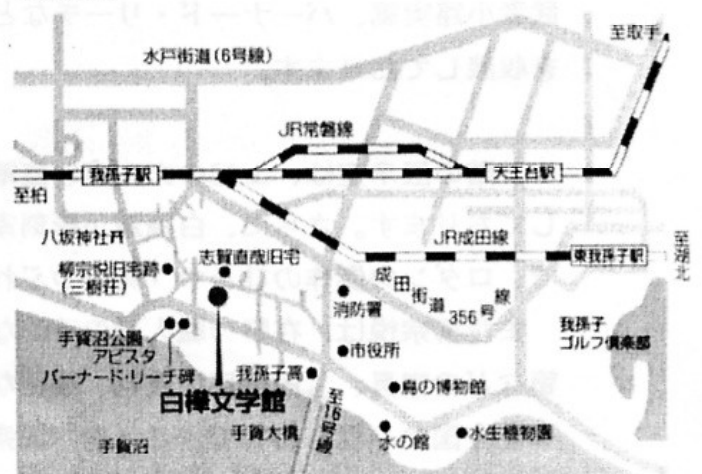 至取手
水戸街道(6号線)
JR常磐線
我孫子駅
天王台駅
至柏
八坂神社
JR成田線
東我孫子駅
至湖北
柳宗悦旧宅跡
(三樹荘)
志賀直哉旧宅
成田街道356号線
消防署
我孫子
ゴルフ倶楽部
手賀沼公園
アビスタ
バーナード・リーチ碑
市役所
我孫子高
鳥の博物館
白樺文学館
至16号線
手賀沼
手賀大橋
水の館
水生植物園